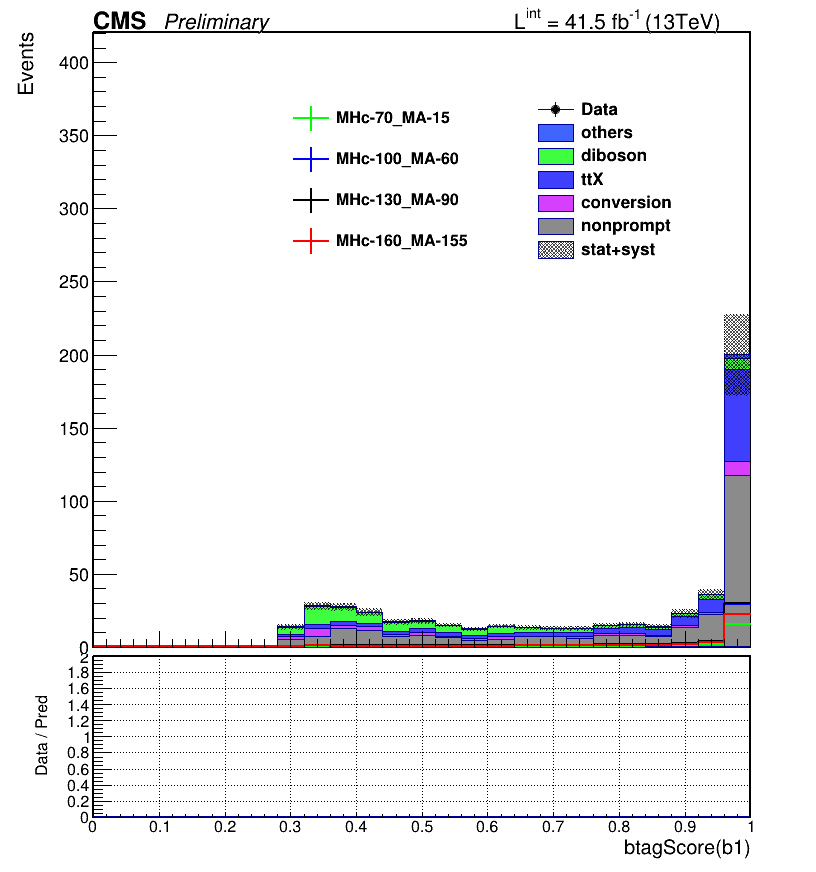 CMS Preliminary L^int = 41.5 fb^-1 (13TeV)
Events
400
350
300
250
200
150
100
50
0
MHc-70_MA-15
MHc-100_MA-60
MHc-130_MA-90
MHc-160_MA-155
Data
others
diboson
ttX
conversion
nonprompt
stat+syst
Data / Pred
2
1.8
1.6
1.4
1.2
1
0.8
0.6
0.4
0.2
0
0 0.1 0.2 0.3 0.4 0.5 0.6 0.7 0.8 0.9 1
btagScore(b1)